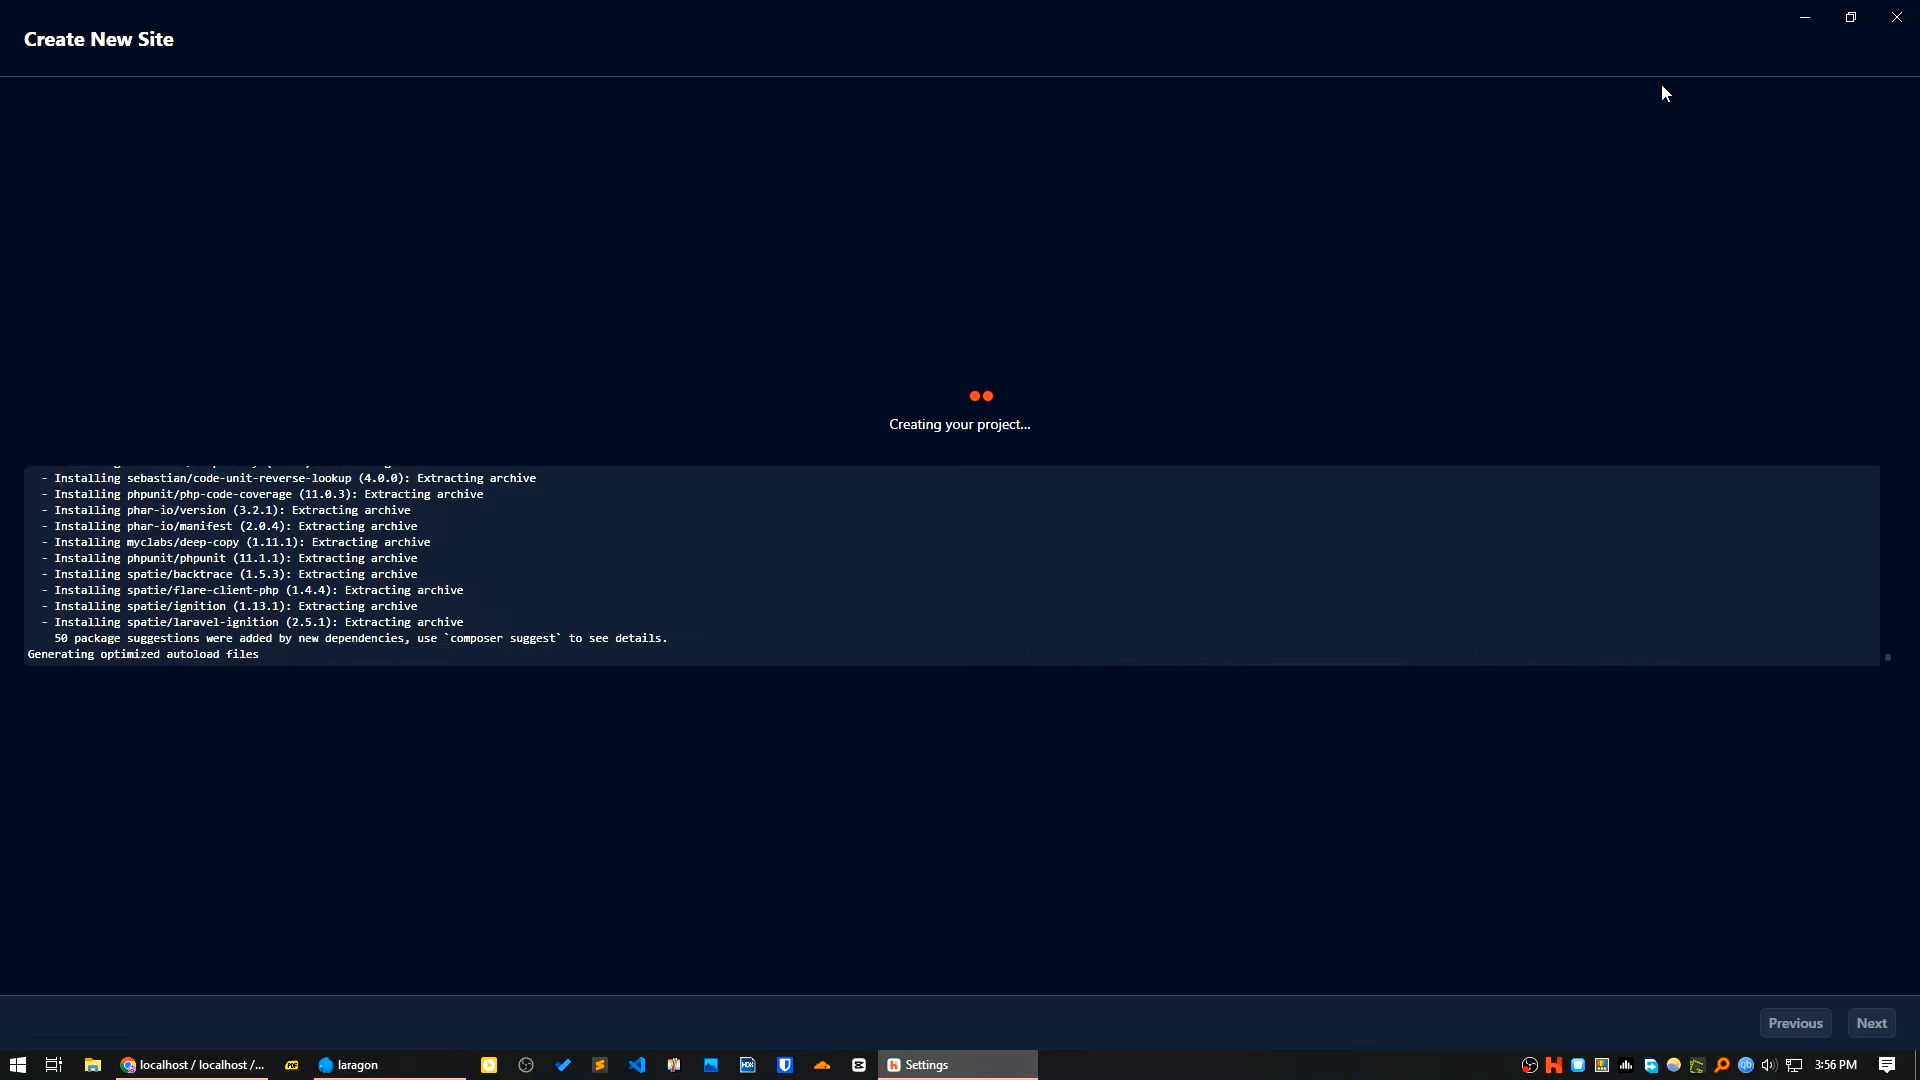 Create New Site
Creating your project...
- Installing sebastian/code-unit-reverse-lookup (4.0.0): Extracting archive
- Installing phpunit/php-code-coverage (11.0.3): Extracting archive
- Installing phar-io/version (3.2.1): Extracting archive
- Installing phar-io/manifest (2.0.4): Extracting archive
- Installing myclabs/deep-copy (1.11.1): Extracting archive
- Installing phpunit/phpunit (11.1.1): Extracting archive
- Installing spatie/backtrace (1.5.3): Extracting archive
- Installing spatie/flare-client-php (1.4.4): Extracting archive
- Installing spatie/ignition (1.13.1): Extracting archive
- Installing spatie/laravel-ignition (2.5.1): Extracting archive
50 package suggestions were added by new dependencies, use `composer suggest` to see details.
Generating optimized autoload files
Previous Next
localhost / localhost /... laragon Settings 3:56 PM